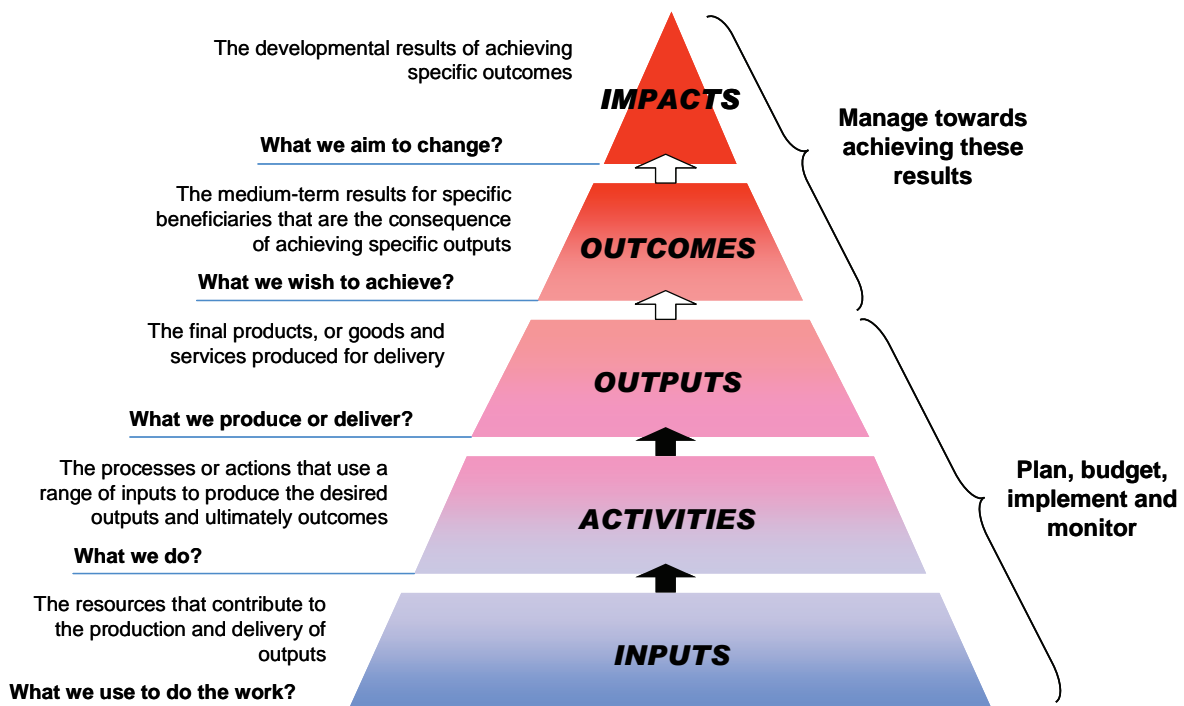 The developmental results of achieving
specific outcomes
IMPACTS
What we aim to change?
Manage towards
achieving these
results
The medium-term results for specific
beneficiaries that are the consequence
of achieving specific outputs
OUTCOMES
What we wish to achieve?
The final products, or goods and
services produced for delivery
OUTPUTS
What we produce or deliver?
The processes or actions that use a
range of inputs to produce the desired
outputs and ultimately outcomes
ACTIVITIES
What we do?
Plan, budget,
implement and
monitor
The resources that contribute to
the production and delivery of
outputs
INPUTS
What we use to do the work?